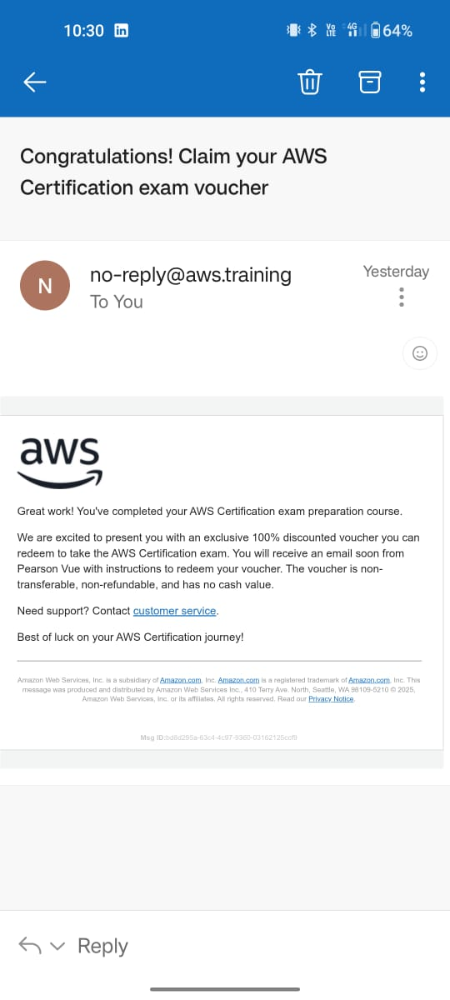 10:30 in VO LTE 4G 64%
Congratulations! Claim your AWS
Certification exam voucher
N
no-reply@aws.training
Yesterday
To You
aws
Great work! You've completed your AWS Certification exam preparation course.
We are excited to present you with an exclusive 100% discounted voucher you can
redeem to take the AWS Certification exam. You will receive an email soon from
Pearson Vue with instructions to redeem your voucher. The voucher is non-
transferable, non-refundable, and has no cash value.
Need support? Contact customer service.
Best of luck on your AWS Certification journey!
Amazon Web Services, Inc. is a subsidiary of Amazon.com, Inc. Amazon.com is a registered trademark of Amazon.com, Inc. This
message was produced and distributed by Amazon Web Services Inc., 410 Terry Ave. North, Seattle, WA 98109-5210 © 2025,
Amazon Web Services, Inc. or its affiliates. All rights reserved. Read our Privacy Notice.
Msg ID:
Reply